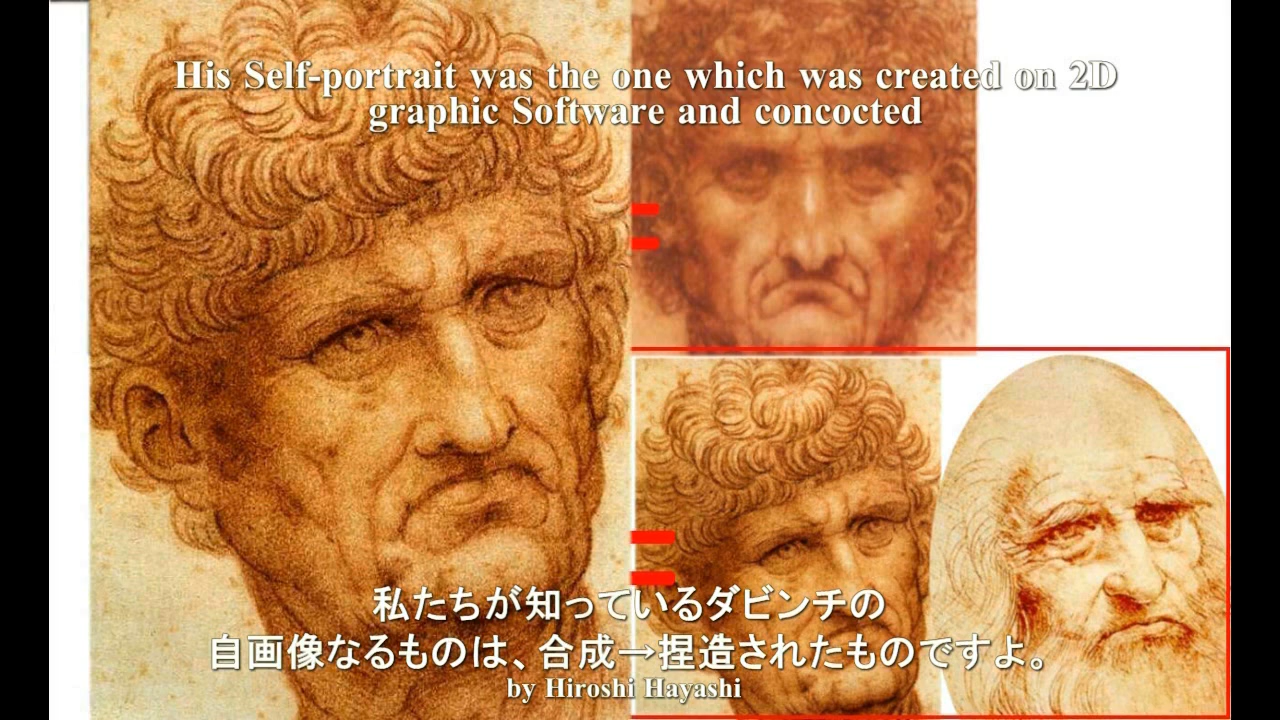 His Self-portrait was the one which was created on 2D
graphic Software and concocted
私たちが知っているダビンチの
自画像なるものは、合成→捏造されたものですよ。
by Hiroshi Hayashi